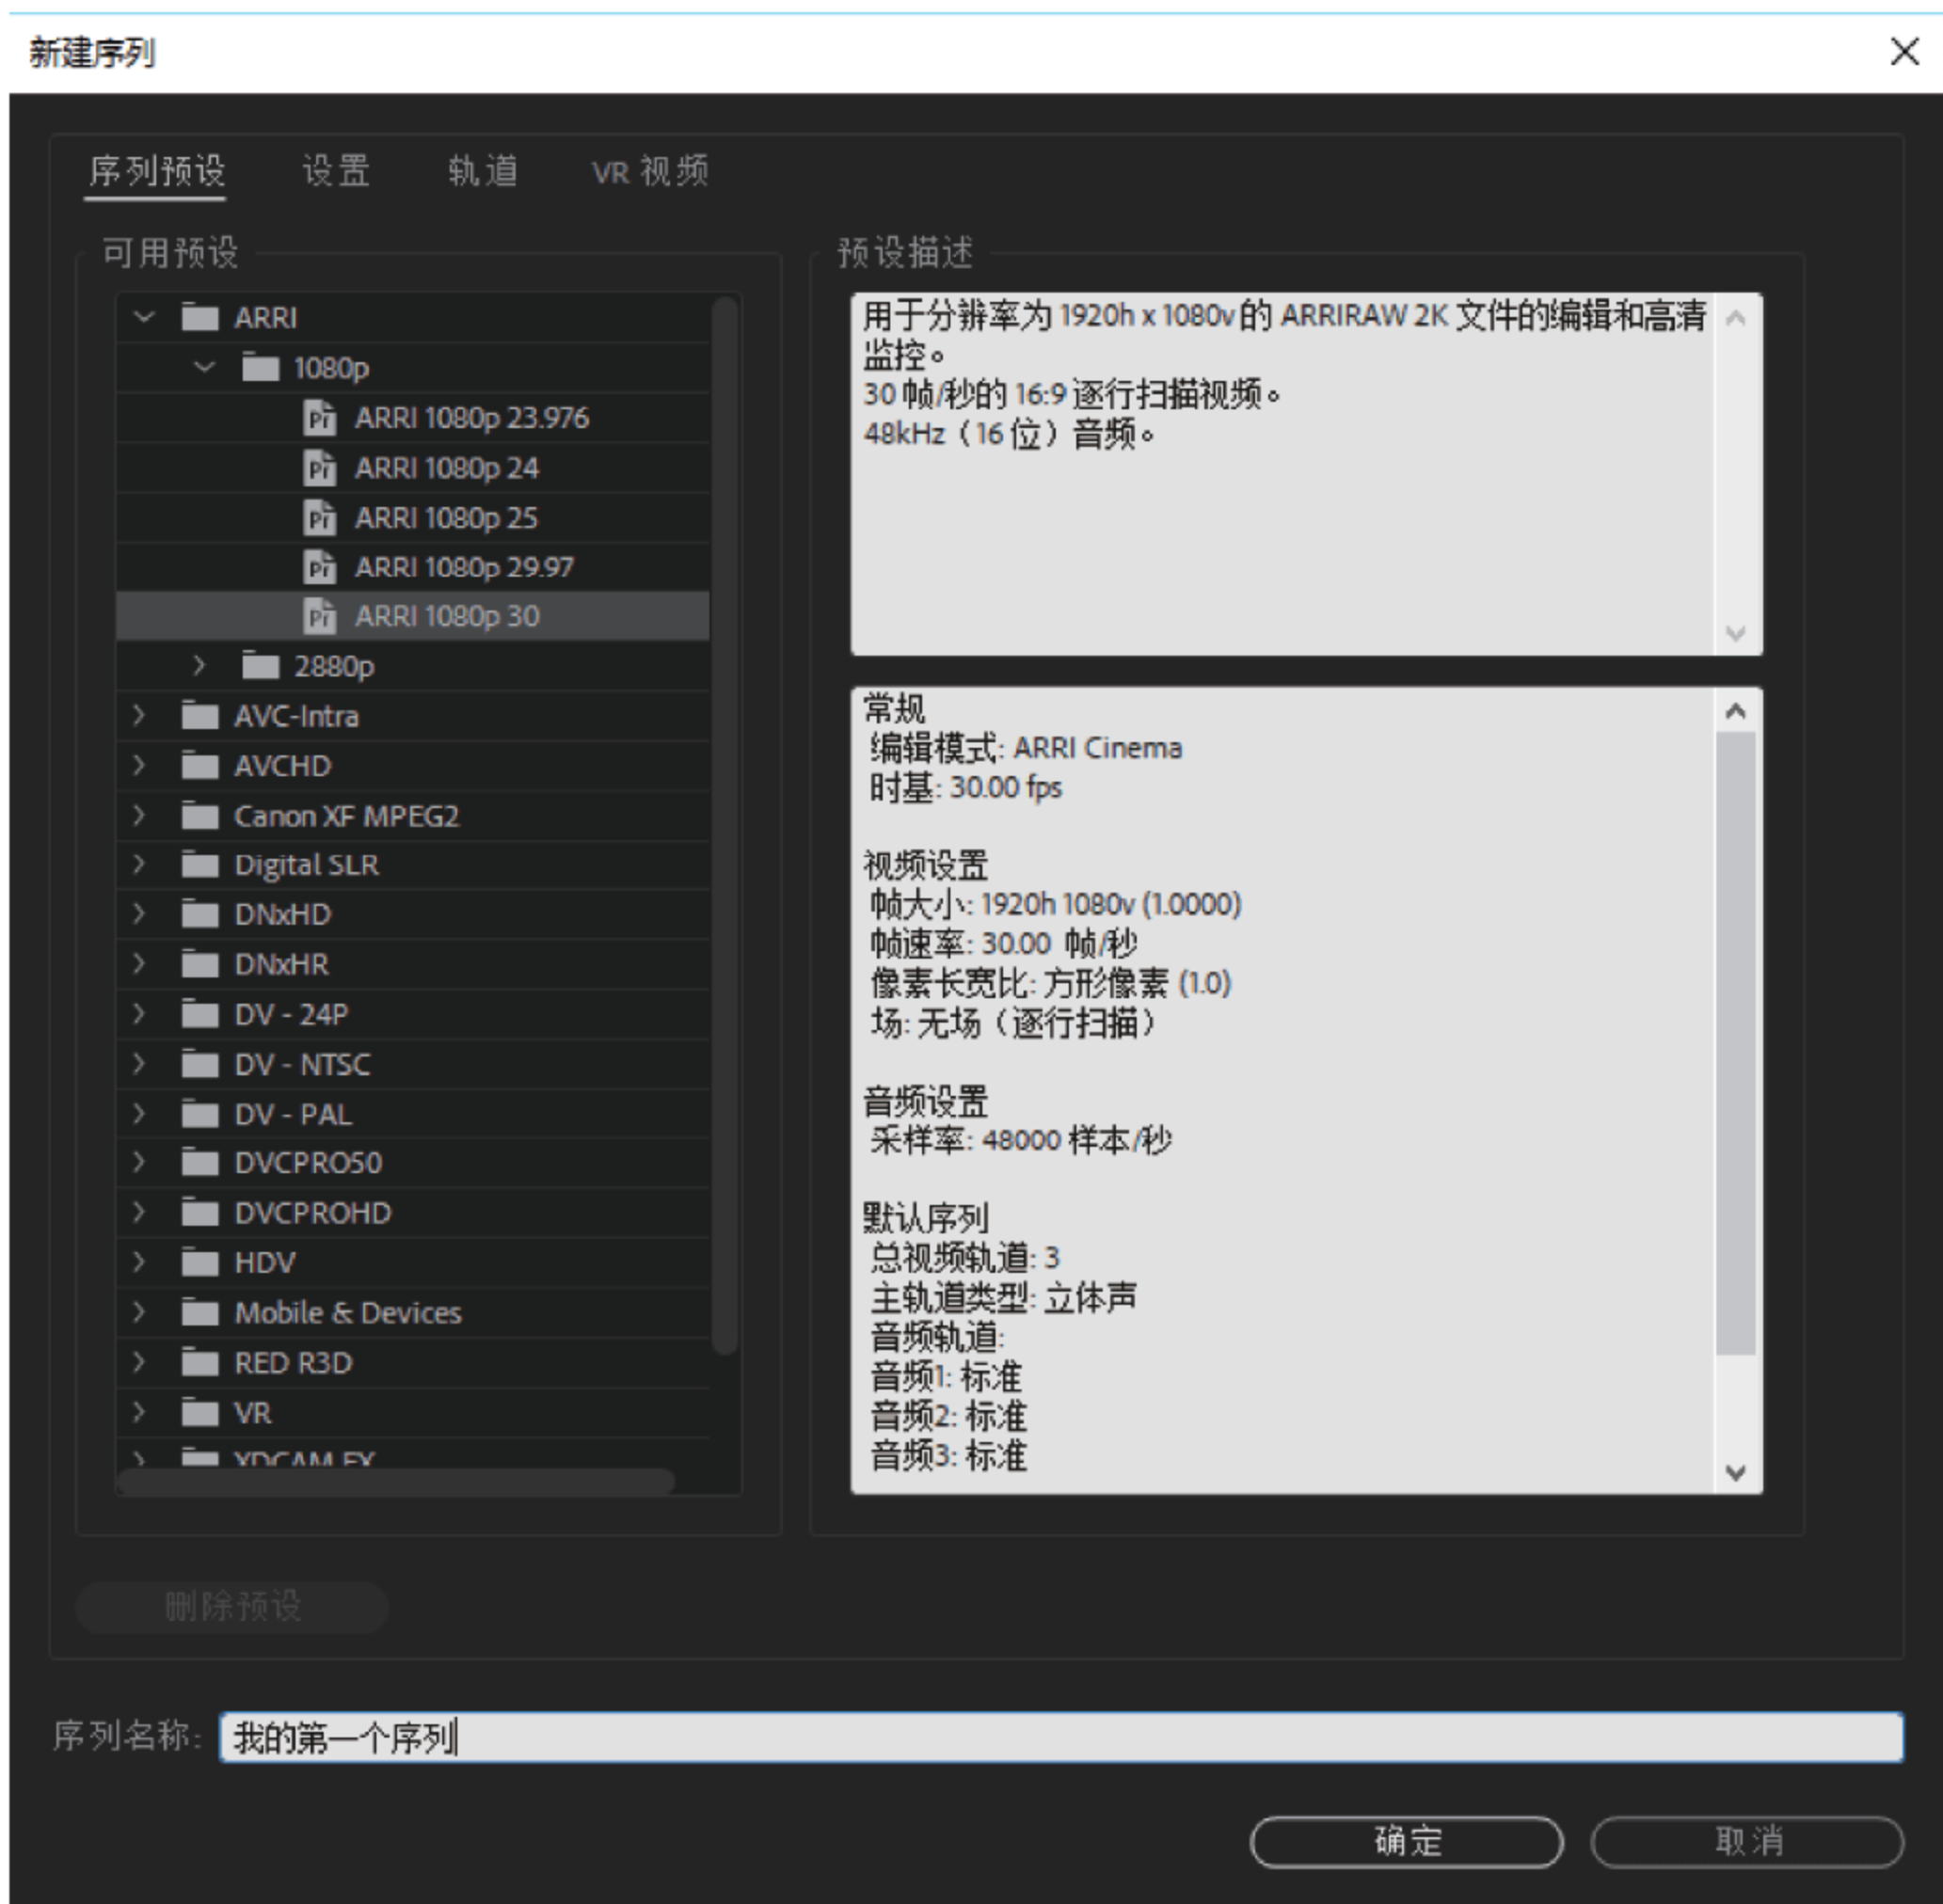 新建序列
序列预设 设置 轨道 VR 视频
可用预设
ARRI
1080p
ARRI 1080p 23.976
ARRI 1080p 24
ARRI 1080p 25
ARRI 1080p 29.97
ARRI 1080p 30
2880p
AVC-Intra
AVCHD
Canon XF MPEG2
Digital SLR
DNxHD
DNxHR
DV - 24P
DV - NTSC
DV - PAL
DVCPRO50
DVCPROHD
HDV
Mobile & Devices
RED R3D
VR
XDCAM EX
预设描述
用于分辨率为 1920h x 1080v 的 ARRIRAW 2K 文件的编辑和高清
监控。
30 帧/秒的 16:9 逐行扫描视频。
48kHz（16 位）音频。
常规
编辑模式: ARRI Cinema
时基: 30.00 fps
视频设置
帧大小: 1920h 1080v (1.0000)
帧速率: 30.00 帧/秒
像素长宽比: 方形像素 (1.0)
场: 无场（逐行扫描）
音频设置
采样率: 48000 样本/秒
默认序列
总视频轨道: 3
主轨道类型: 立体声
音频轨道:
音频1: 标准
音频2: 标准
音频3: 标准
删除预设
序列名称: 我的第一个序列
确定 取消